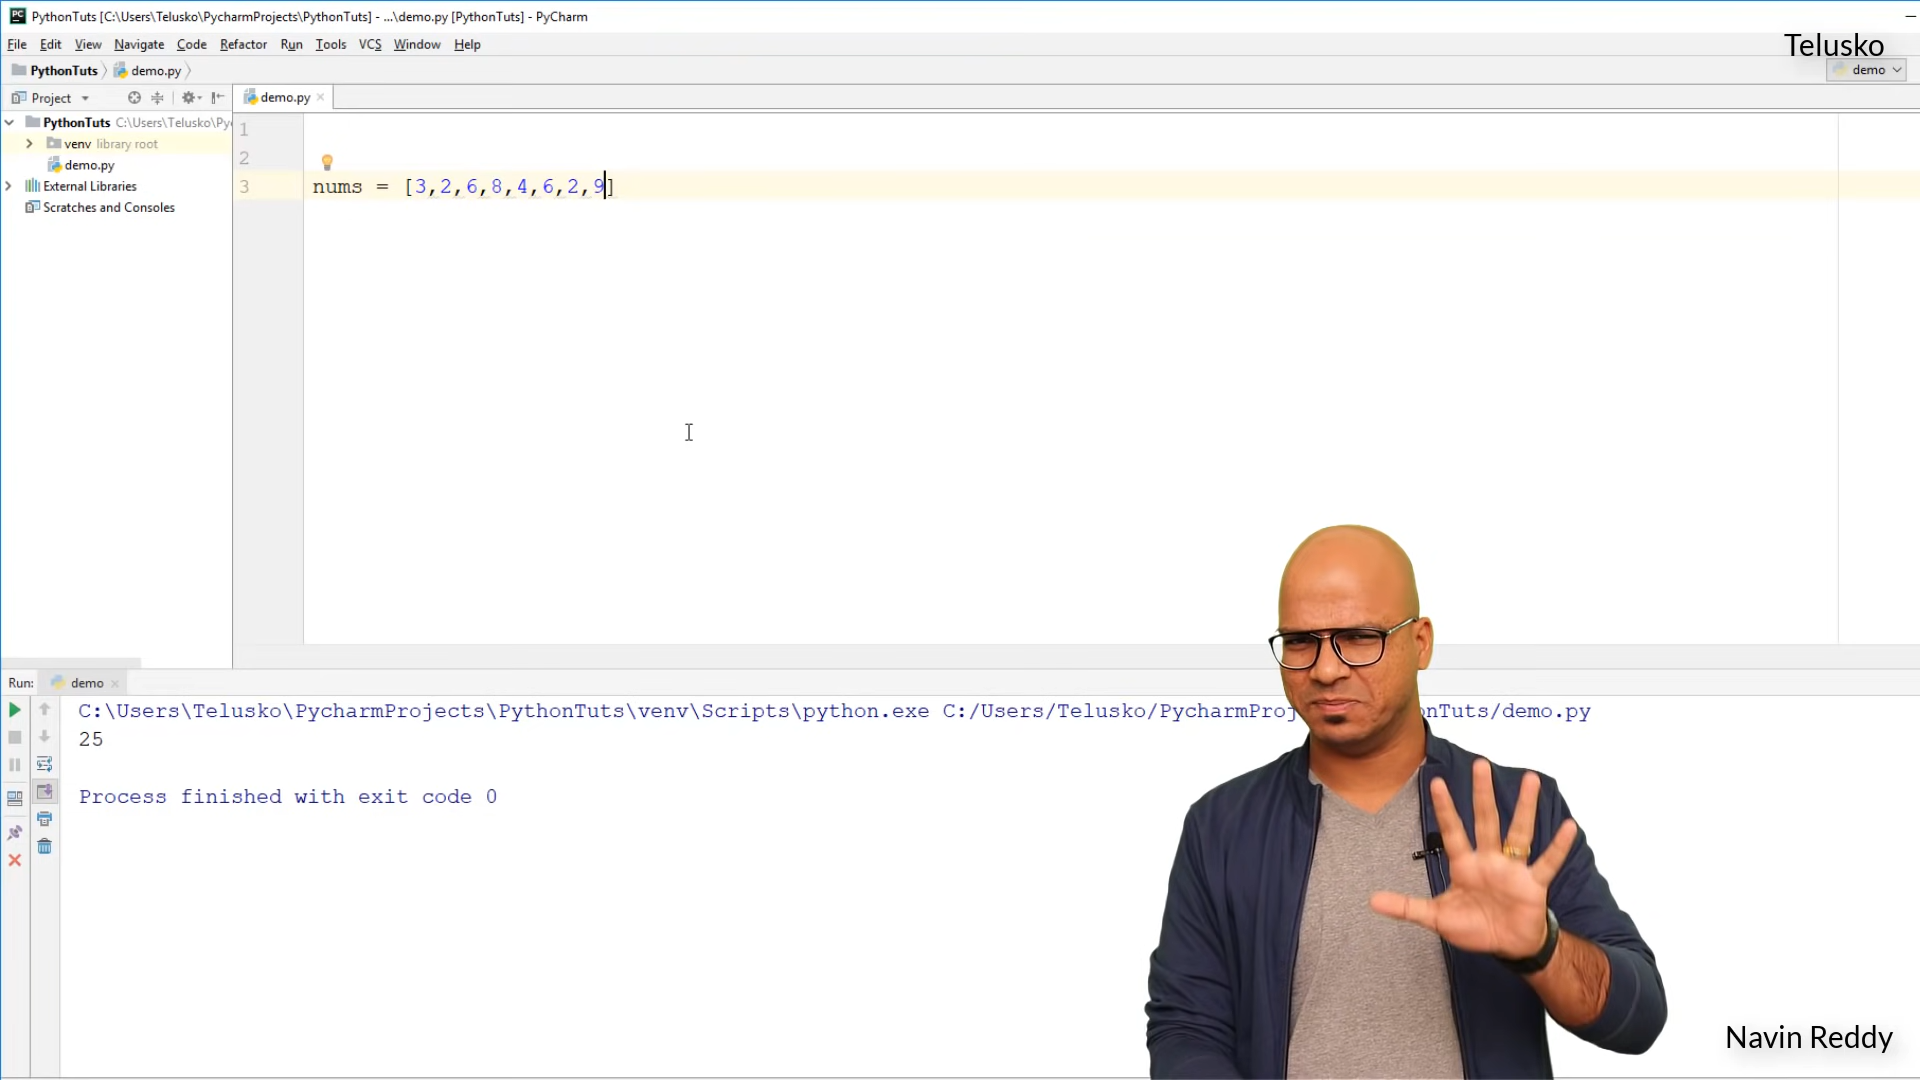 PythonTuts [C:\Users\Telusko\PycharmProjects\PythonTuts] - ...\demo.py [PythonTuts] - PyCharm
File Edit View Navigate Code Refactor Run Tools VCS Window Help
Telusko
PythonTuts demo.py
demo
Project
demo.py
PythonTuts C:\Users\Telusko\Py
venv library root
demo.py
External Libraries
Scratches and Consoles
1
2
3 nums = [3,2,6,8,4,6,2,9]
Run: demo
C:\Users\Telusko\PycharmProjects\PythonTuts\venv\Scripts\python.exe C:/Users/Telusko/PycharmProj onTuts/demo.py
25
Process finished with exit code 0
Navin Reddy